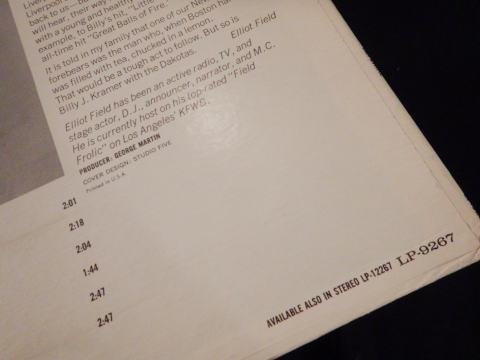 Liverpool
back to us — b
will hear, their way
with a young and healthy
example, to Billy's hit, "Little
all-time hit "Great Balls of Fire."
It is told in my family that one of our New
forebears was the man who, when Boston har
was filled with tea, chucked in a lemon.
That would be a tough act to follow. But so is
Billy J. Kramer with the Dakotas.
Elliot Field
Elliot Field has been an active radio, TV, and
stage actor, D.J., announcer, narrator, and M.C.
He is currently host on his top-rated "Field
Frolic" on Los Angeles' KFWB.
PRODUCER: GEORGE MARTIN
COVER DESIGN: STUDIO FIVE
Printed in U.S.A.
2:01
2:18
2:04
1:44
2:47
2:47
AVAILABLE ALSO IN STEREO LP-12267 LP-9267